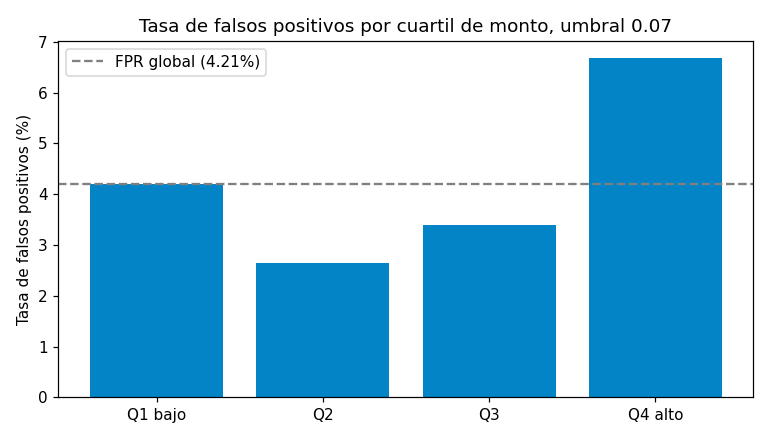 Tasa de falsos positivos por cuartil de monto, umbral 0.07
FPR global (4.21%)
Tasa de falsos positivos (%)
7
6
5
4
3
2
1
0
Q1 bajo
Q2
Q3
Q4 alto